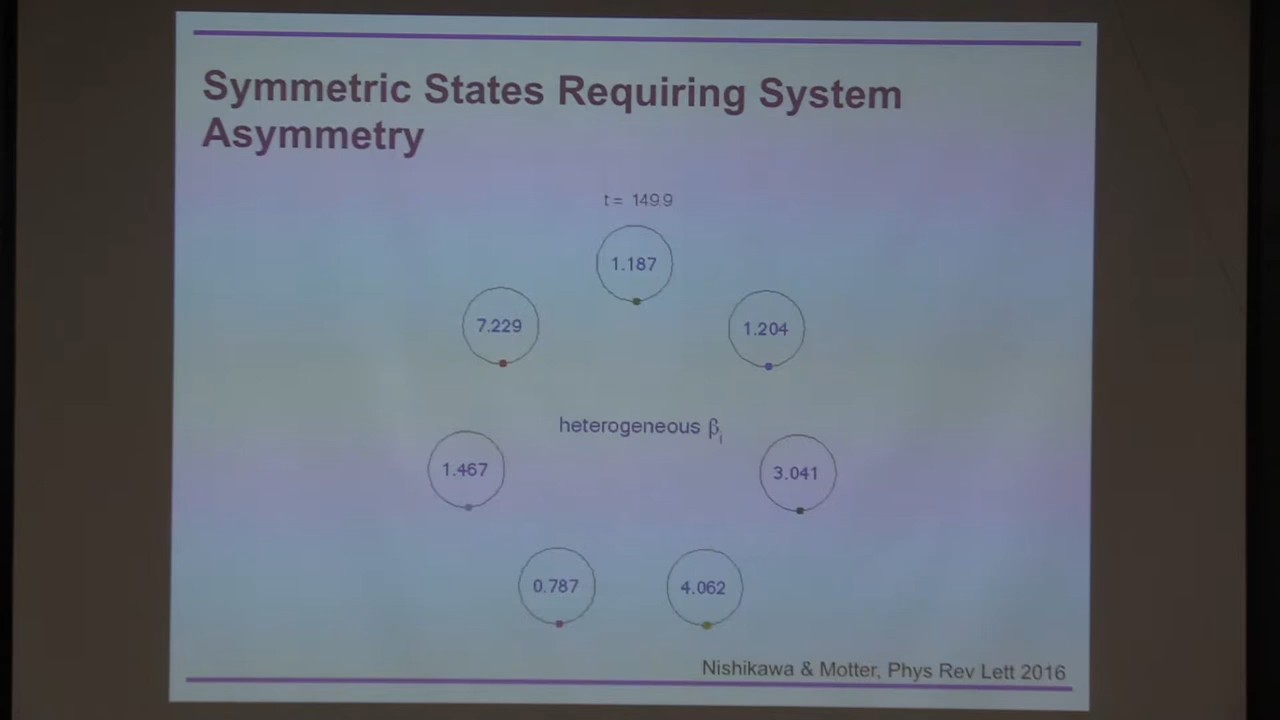 Symmetric States Requiring System
Asymmetry
t = 149.9
1.187
7.229
1.204
heterogeneous βi
1.467
3.041
0.787
4.062
Nishikawa & Motter, Phys Rev Lett 2016